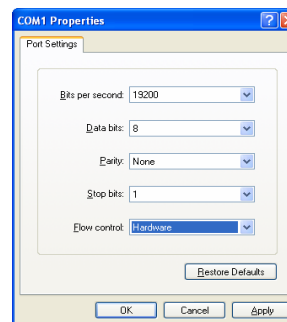 COM1 Properties
Port Settings
Bits per second: 19200
Data bits: 8
Parity: None
Stop bits: 1
Flow control: Hardware
Restore Defaults
OK Cancel Apply